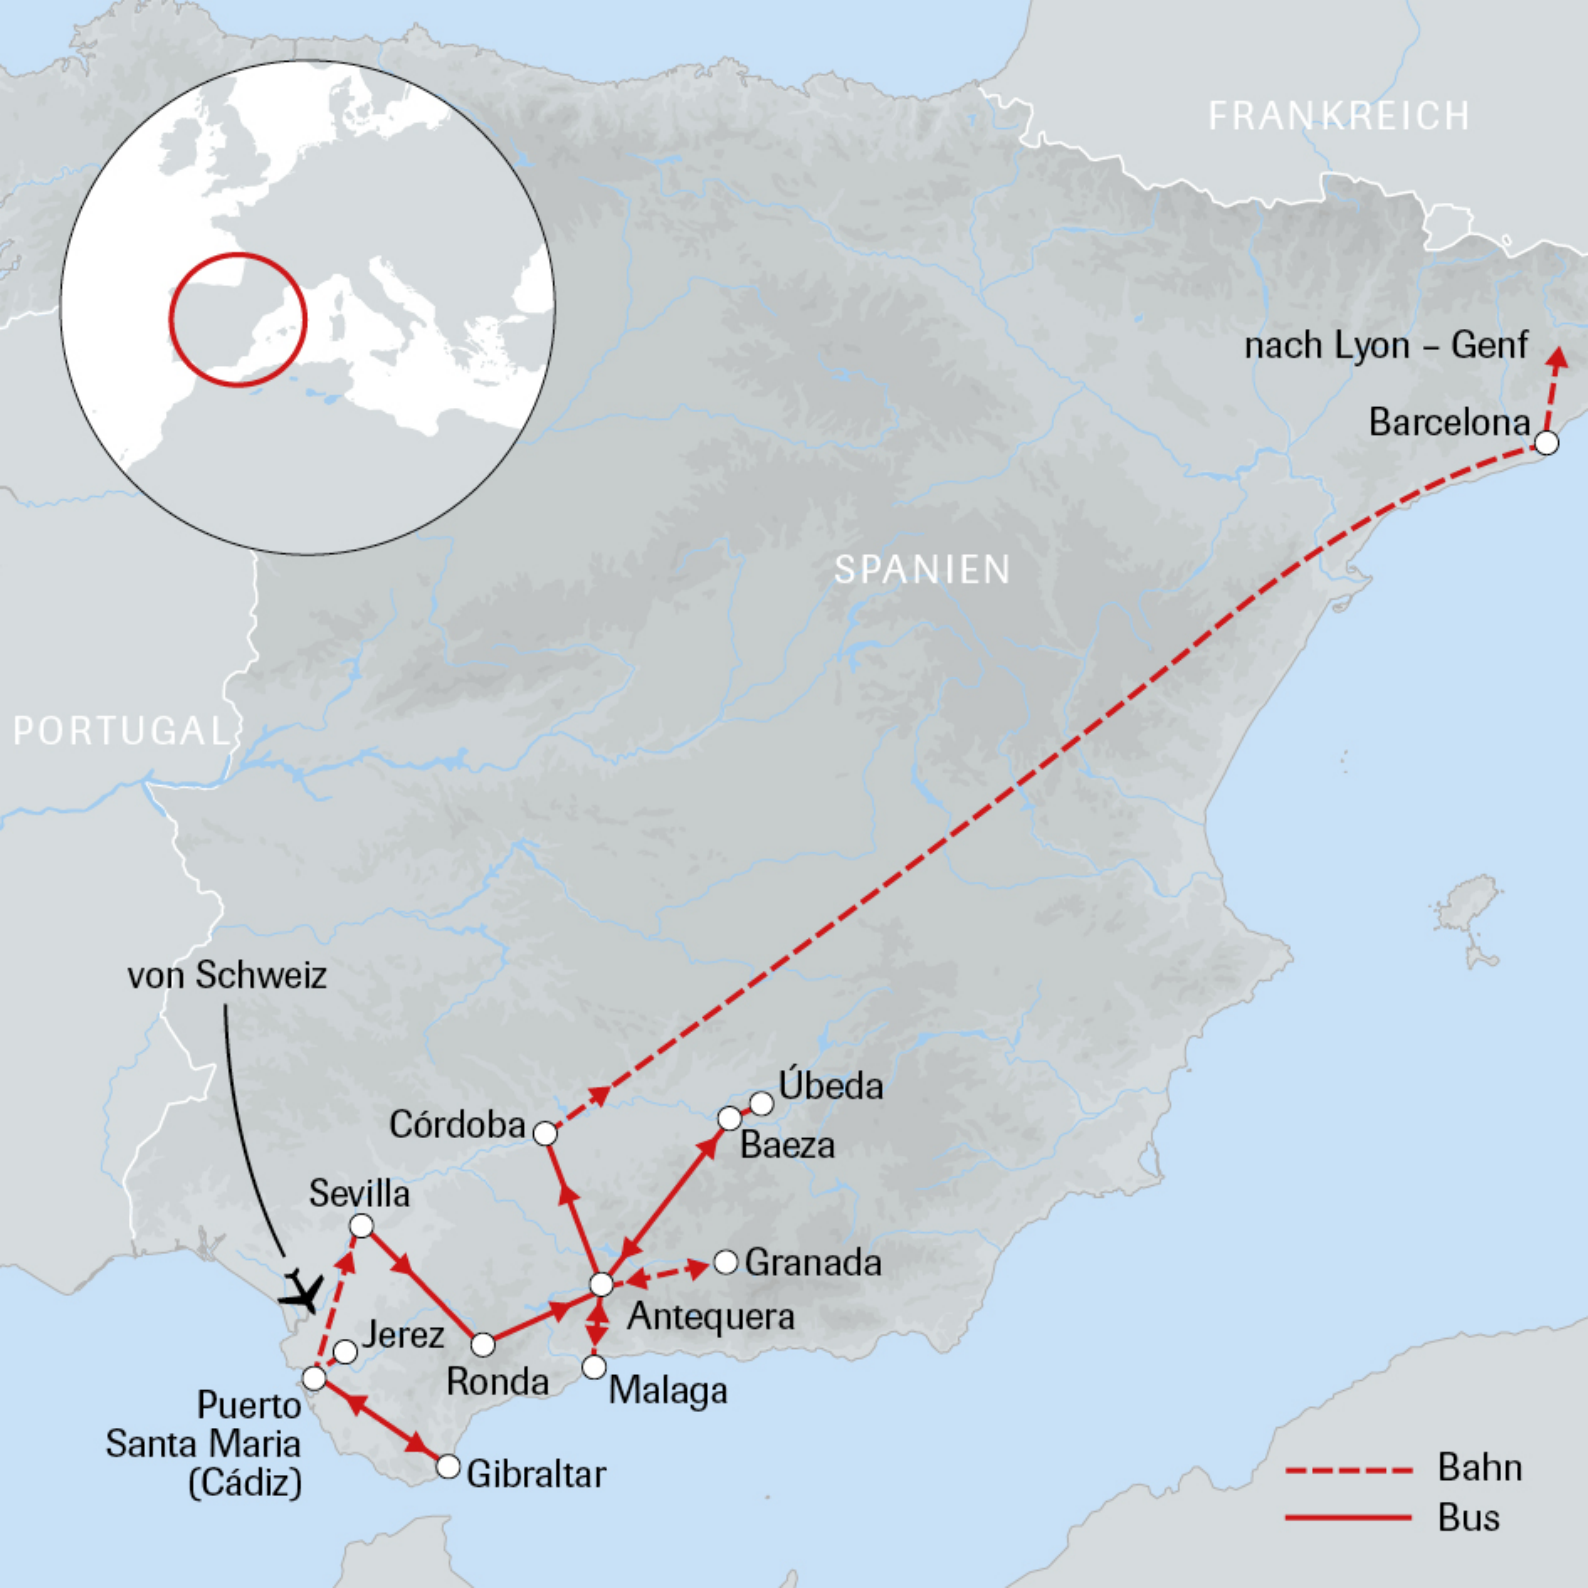 FRANKREICH
nach Lyon – Genf
Barcelona
SPANIEN
PORTUGAL
von Schweiz
Úbeda
Córdoba
Baeza
Sevilla
Granada
Antequera
Jerez
Ronda
Malaga
Puerto
Santa Maria
(Cádiz)
Gibraltar
Bahn
Bus